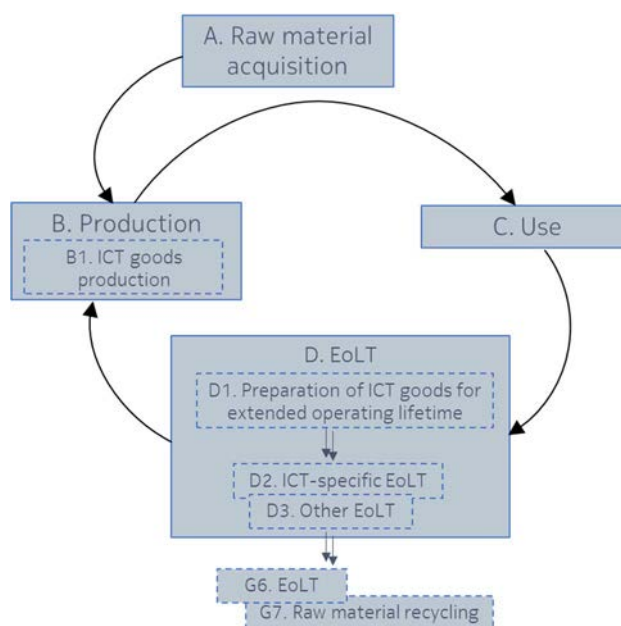 A. Raw material
acquisition
B. Production
B1. ICT goods
production
C. Use
D. EoLT
D1. Preparation of ICT goods for
extended operating lifetime
D2. ICT-specific EoLT
D3. Other EoLT
G6. EoLT
G7. Raw material recycling